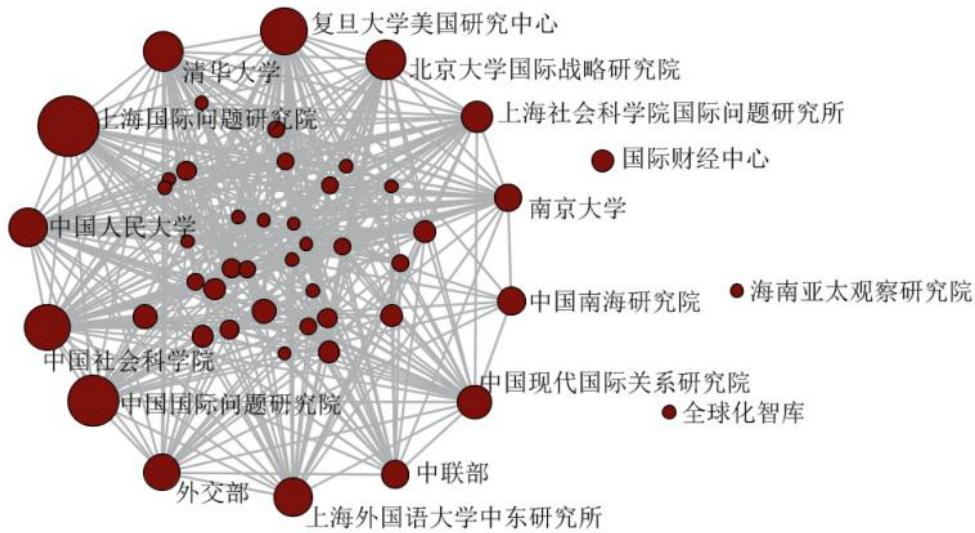 复旦大学美国研究中心
清华大学
北京大学国际战略研究院
上海国际问题研究院
上海社会科学院国际问题研究所
国际财经中心
南京大学
中国人民大学
海南亚太观察研究院
中国南海研究院
中国社会科学院
中国现代国际关系研究院
中国国际问题研究院
全球化智库
中联部
外交部
上海外国语大学中东研究所